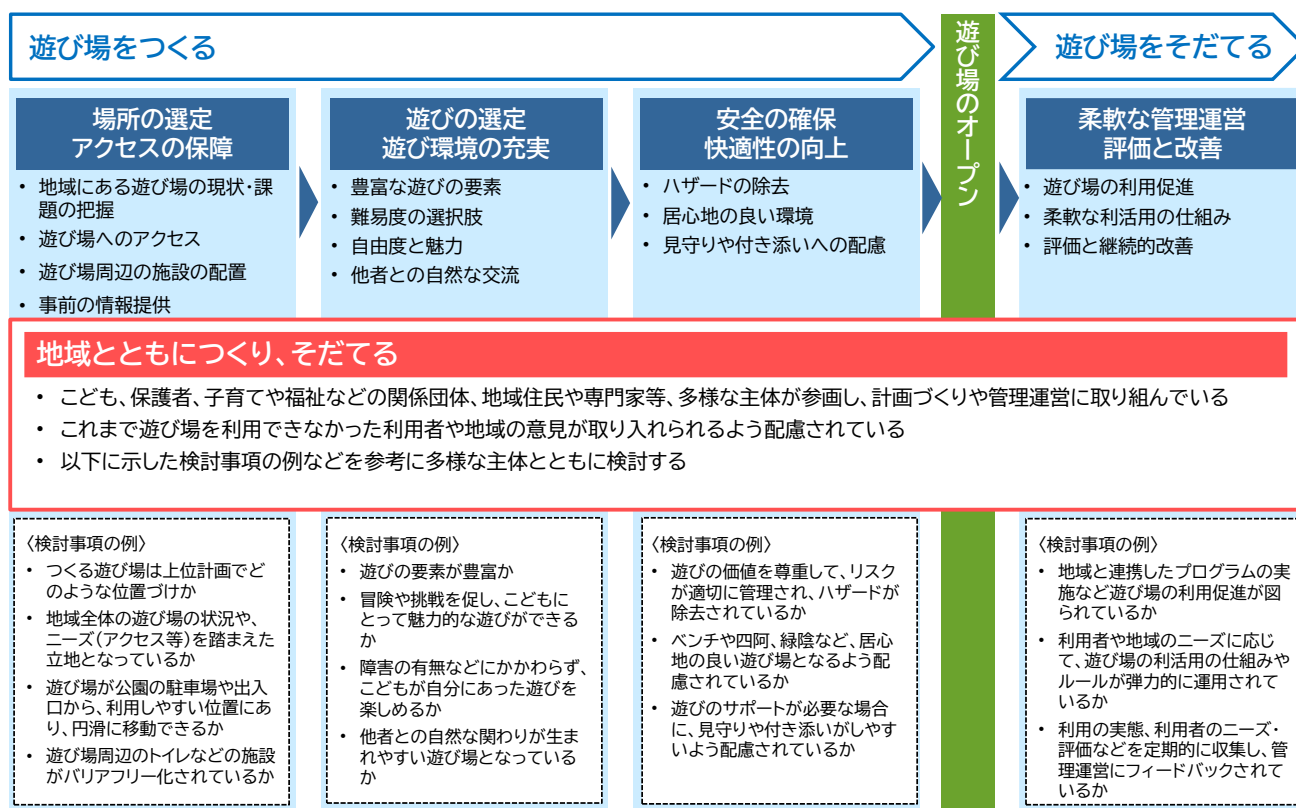 遊び場をつくる
場所の選定
アクセスの保障
• 地域にある遊び場の現状・課
題の把握
• 遊び場へのアクセス
• 遊び場周辺の施設の配置
• 事前の情報提供
遊びの選定
遊び環境の充実
• 豊富な遊びの要素
• 難易度の選択肢
• 自由度と魅力
• 他者との自然な交流
安全の確保
快適性の向上
• ハザードの除去
• 居心地の良い環境
• 見守りや付き添いへの配慮
遊び場のオープン
遊び場をそだてる
柔軟な管理運営
評価と改善
• 遊び場の利用促進
• 柔軟な利活用の仕組み
• 評価と継続的改善
地域とともにつくり、そだてる
• こども、保護者、子育てや福祉などの関係団体、地域住民や専門家等、多様な主体が参画し、計画づくりや管理運営に取り組んでいる
• これまで遊び場を利用できなかった利用者や地域の意見が取り入れられるよう配慮されている
• 以下に示した検討事項の例などを参考に多様な主体とともに検討する
〈検討事項の例〉
• つくる遊び場は上位計画でど
のような位置づけか
• 地域全体の遊び場の状況や、
ニーズ(アクセス等)を踏まえた
立地となっているか
• 遊び場が公園の駐車場や出入
口から、利用しやすい位置にあ
り、円滑に移動できるか
• 遊び場周辺のトイレなどの施設
がバリアフリー化されているか
〈検討事項の例〉
• 遊びの要素が豊富か
• 冒険や挑戦を促し、こどもに
とって魅力的な遊びができる
か
• 障害の有無などにかかわらず、
こどもが自分にあった遊びを
楽しめるか
• 他者との自然な関わりが生ま
れやすい遊び場となっている
か
〈検討事項の例〉
• 遊びの価値を尊重して、リスク
が適切に管理され、ハザードが
除去されているか
• ベンチや四阿、緑陰など、居心
地の良い遊び場となるよう配
慮されているか
• 遊びのサポートが必要な場合
に、見守りや付き添いがしやす
いよう配慮されているか
〈検討事項の例〉
• 地域と連携したプログラムの実
施など遊び場の利用促進が図
られているか
• 利用者や地域のニーズに応じ
て、遊び場の利活用の仕組みや
ルールが弾力的に運用されて
いるか
• 利用の実態、利用者のニーズ・
評価などを定期的に収集し、管
理運営にフィードバックされて
いるか